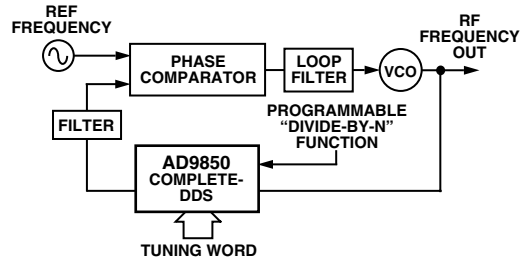 REF
FREQUENCY
PHASE
COMPARATOR
LOOP
FILTER
VCO
RF
FREQUENCY
OUT
FILTER
PROGRAMMABLE
“DIVIDE-BY-N”
FUNCTION
AD9850
COMPLETE-
DDS
TUNING WORD